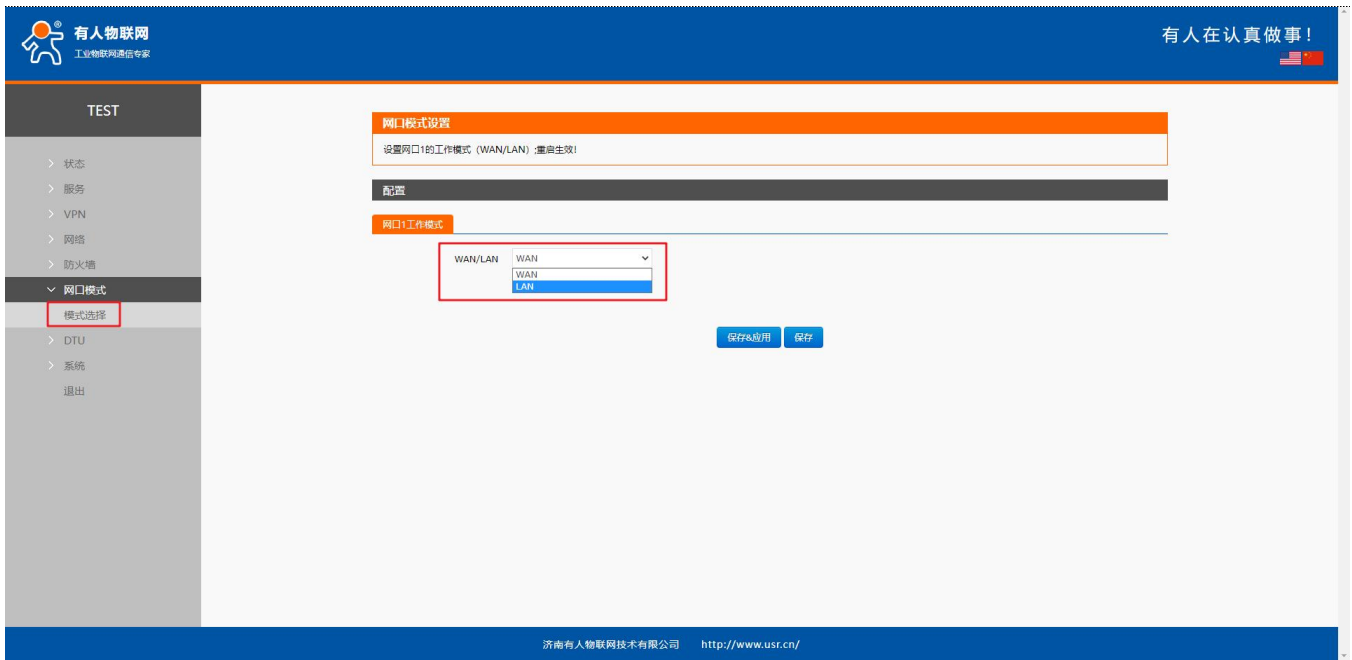 有人物联网
®
工业物联网通信专家
有人在认真做事!
TEST
状态
服务
VPN
网络
防火墙
网口模式
模式选择
DTU
系统
退出
网口模式设置
设置网口1的工作模式（WAN/LAN）;重启生效!
配置
网口1工作模式
WAN/LAN WAN
WAN
LAN
保存&应用 保存
济南有人物联网技术有限公司 http://www.usr.cn/